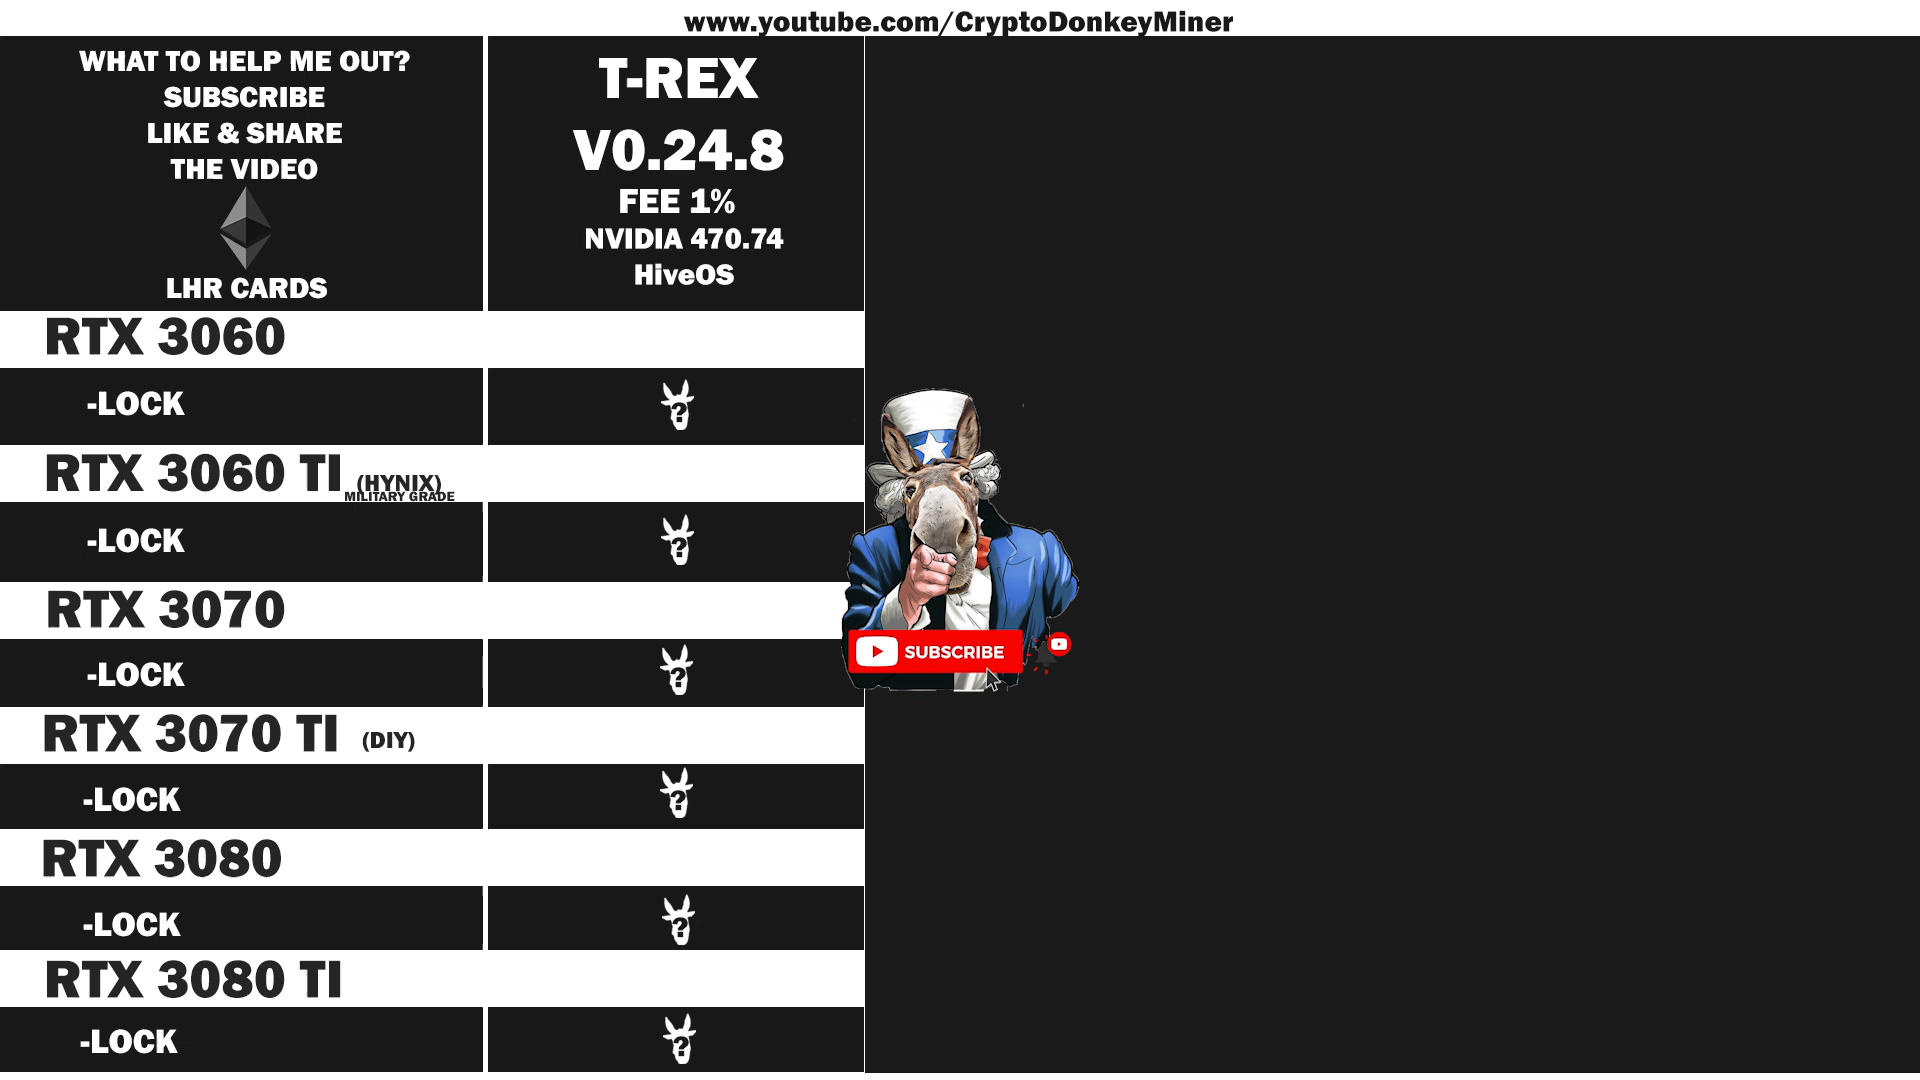 www.youtube.com/CryptoDonkeyMiner
WHAT TO HELP ME OUT?
SUBSCRIBE
LIKE & SHARE
THE VIDEO
LHR CARDS
T-REX
V0.24.8
FEE 1%
NVIDIA 470.74
HiveOS
RTX 3060
-LOCK
?
RTX 3060 TI (HYNIX)
MILITARY GRADE
-LOCK
?
RTX 3070
-LOCK
?
SUBSCRIBE
RTX 3070 TI (DIY)
-LOCK
?
RTX 3080
-LOCK
?
RTX 3080 TI
-LOCK
?